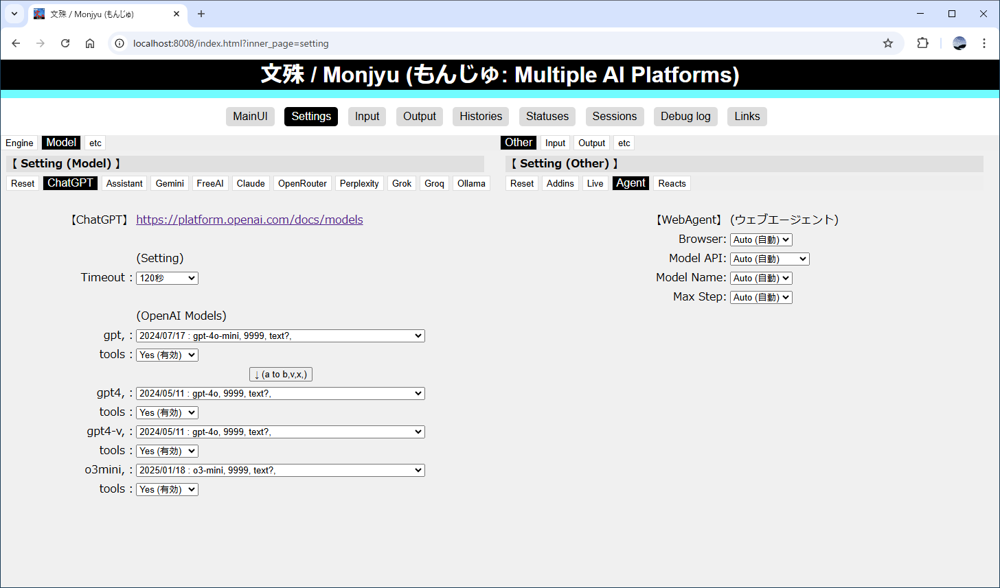 文殊 / Monjyu (もんじゅ)
localhost:8008/index.html?inner_page=setting
文殊 / Monjyu (もんじゅ: Multiple AI Platforms)
MainUI Settings Input Output Histories Statuses Sessions Debug log Links
Engine Model etc
【 Setting (Model) 】
Reset ChatGPT Assistant Gemini FreeAI Claude OpenRouter Perplexity Grok Groq Ollama
【ChatGPT】 https://platform.openai.com/docs/models
(Setting)
Timeout : 120秒
(OpenAI Models)
gpt, : 2024/07/17 : gpt-4o-mini, 9999, text?,
tools : Yes (有効)
↓ (a to b,v,x,)
gpt4, : 2024/05/11 : gpt-4o, 9999, text?,
tools : Yes (有効)
gpt4-v, : 2024/05/11 : gpt-4o, 9999, text?,
tools : Yes (有効)
o3mini, : 2025/01/18 : o3-mini, 9999, text?,
tools : Yes (有効)
Other Input Output etc
【 Setting (Other) 】
Reset Addins Live Agent Reacts
【WebAgent】 (ウェブエージェント)
Browser: Auto (自動)
Model API: Auto (自動)
Model Name: Auto (自動)
Max Step: Auto (自動)